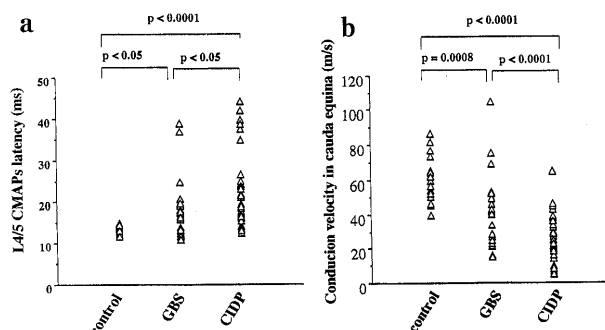 a
p < 0.0001
p < 0.05
p < 0.05
L4/5 CMAPs latency (ms)
50
40
30
20
10
0
control
GBS
CIDP
b
p < 0.0001
p = 0.0008
p < 0.0001
Conducion velocity in cauda equina (m/s)
120
100
80
60
40
20
0
control
GBS
CIDP